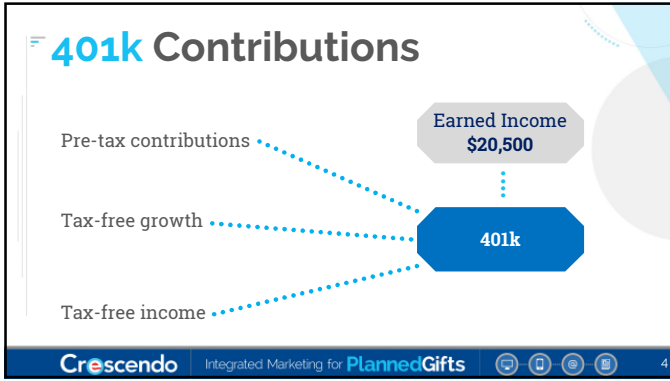 401k Contributions
Earned Income
$20,500
Pre-tax contributions
Tax-free growth
401k
Tax-free income
Crescendo Integrated Marketing for PlannedGifts 4